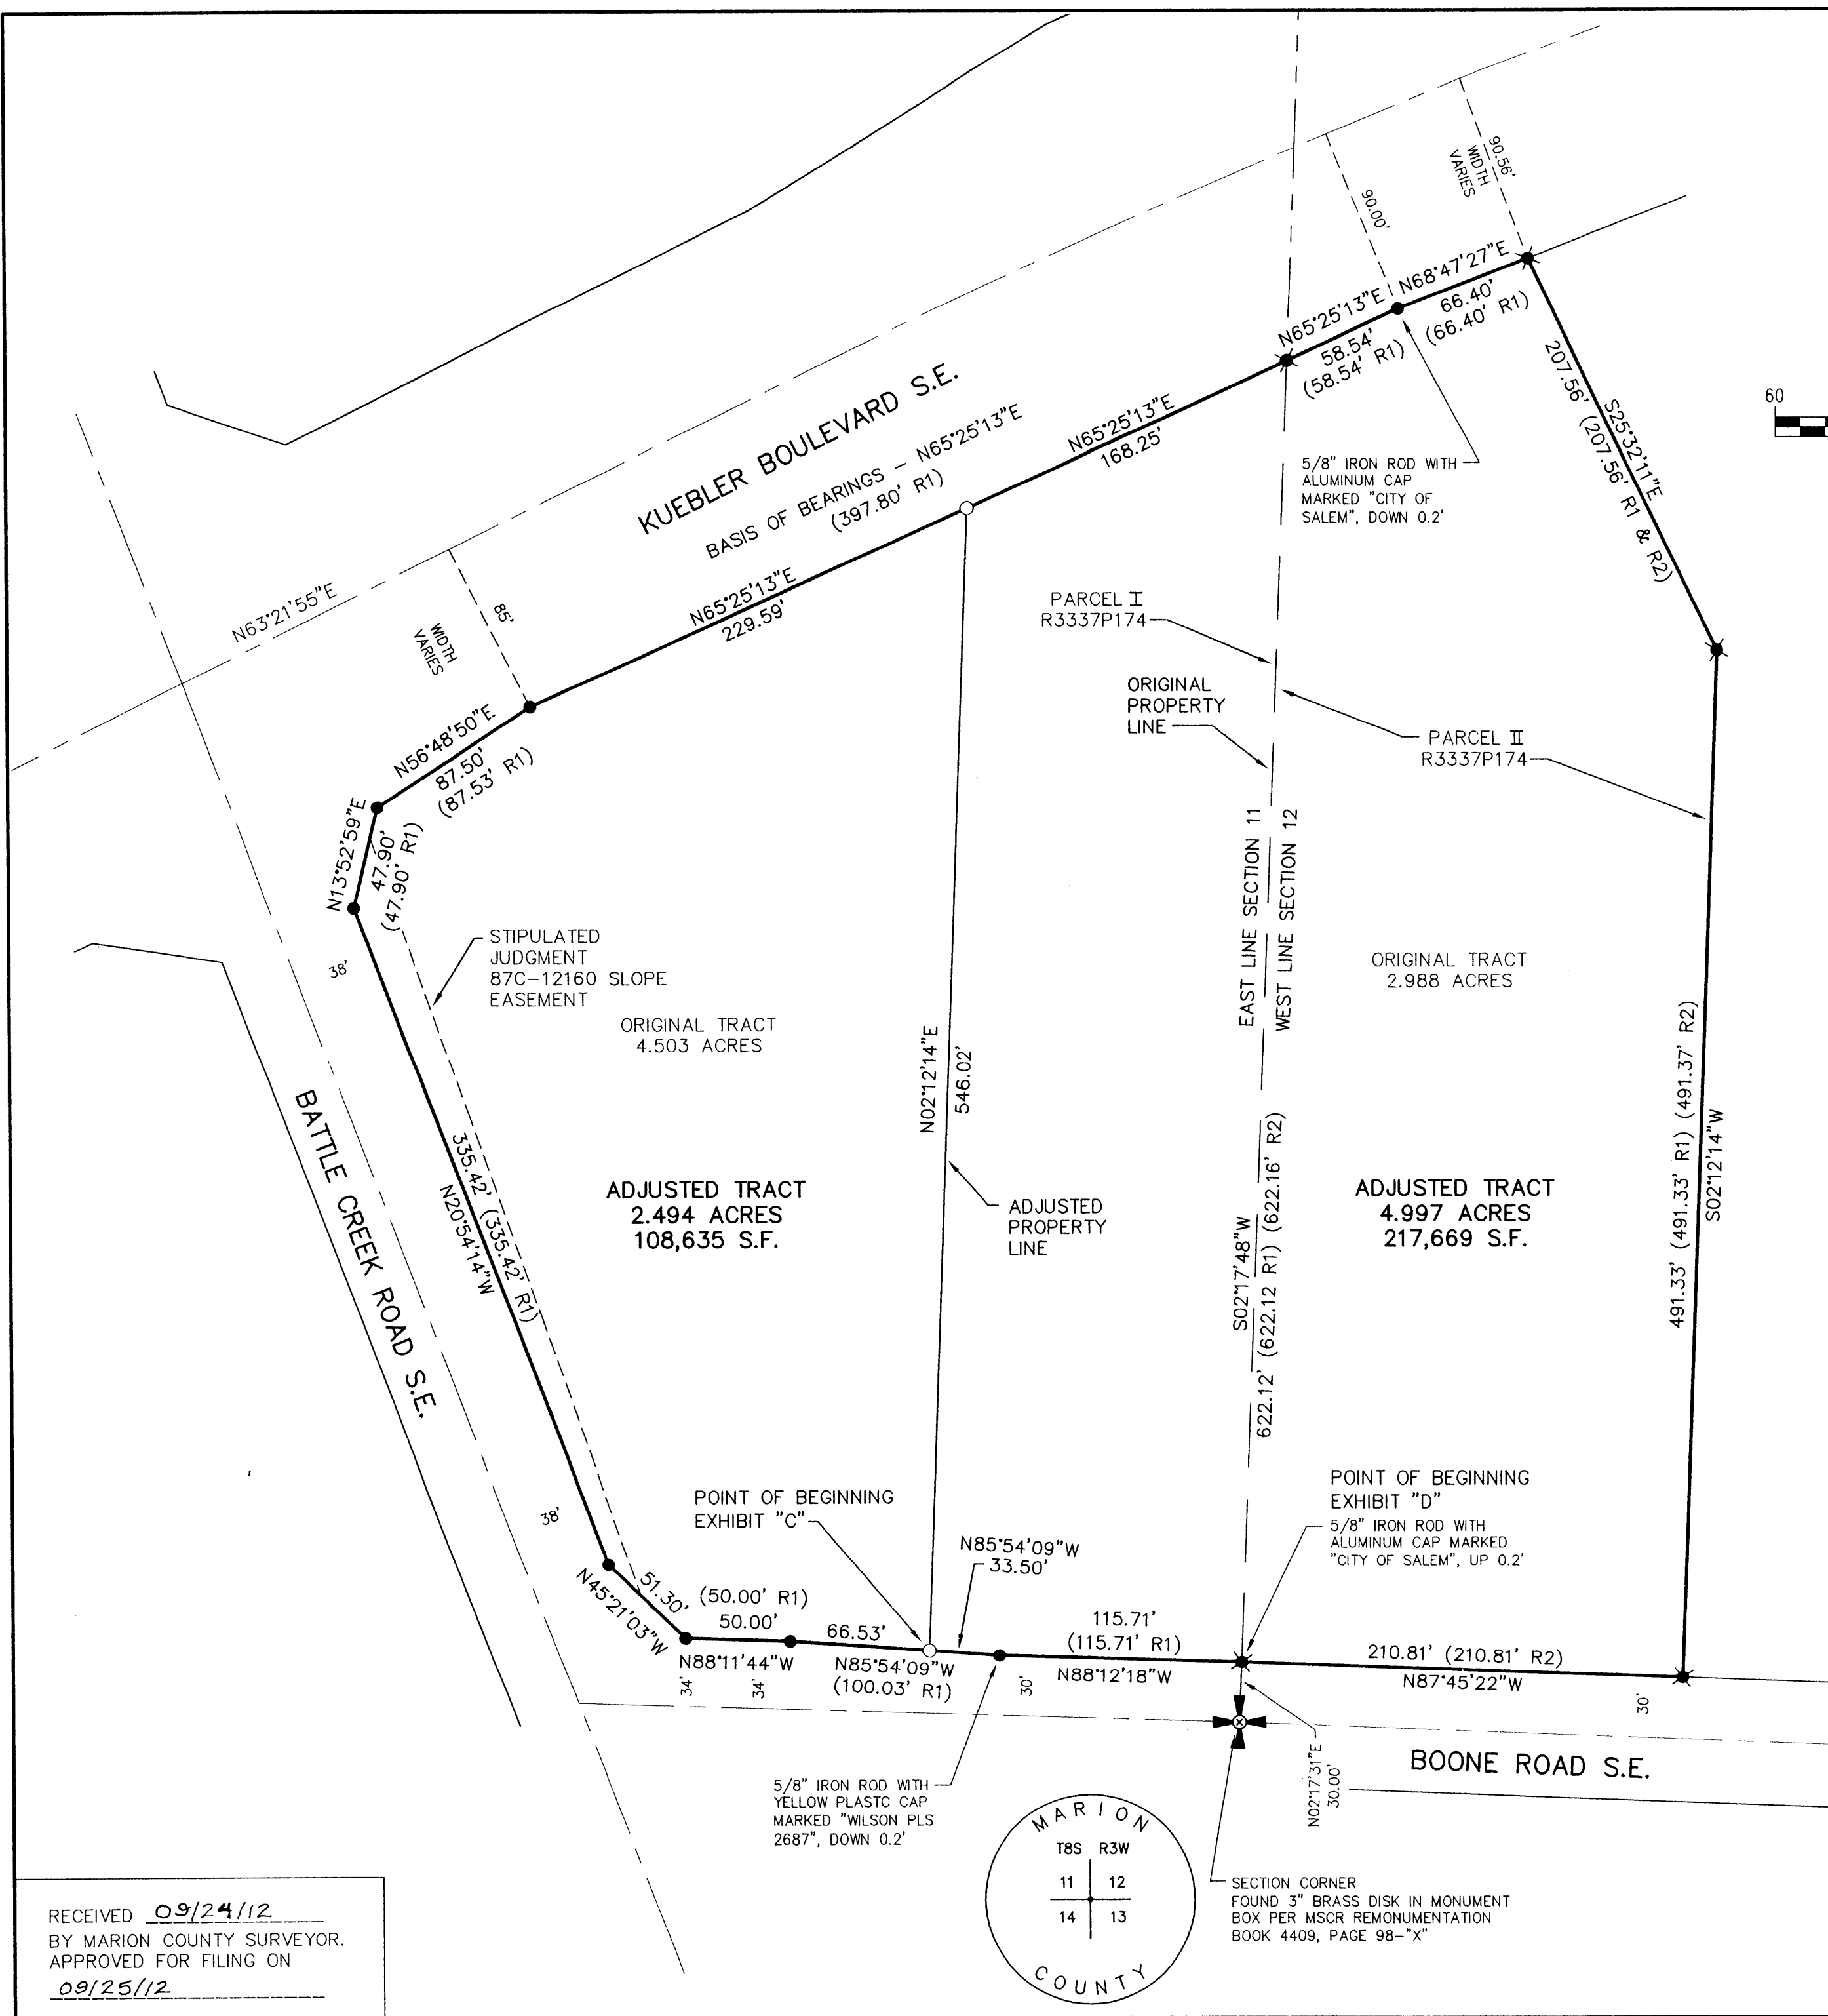 90.56'
WIDTH
VARIES
90.00'
N68°47'27"E
66.40'
(66.40' R1)
N65°25'13"E
58.54'
(58.54' R1)
207.56' (207.56' R1 & R2)
S25°32'11"E
60
KUEBLER BOULEVARD S.E.
BASIS OF BEARINGS - N65°25'13"E
(397.80' R1)
N65°25'13"E
168.25'
5/8" IRON ROD WITH
ALUMINUM CAP
MARKED "CITY OF
SALEM", DOWN 0.2'
N63°21'55"E
WIDTH
VARIES
85'
N65°25'13"E
229.59'
PARCEL I
R3337P174
ORIGINAL
PROPERTY
LINE
PARCEL II
R3337P174
N56°48'50"E
87.50'
(87.53' R1)
N13°52'59"E
47.90'
(47.90' R1)
EAST LINE SECTION 11
WEST LINE SECTION 12
38'
STIPULATED
JUDGMENT
87C-12160 SLOPE
EASEMENT
ORIGINAL TRACT
4.503 ACRES
ORIGINAL TRACT
2.988 ACRES
N02°12'14"E
546.02'
BATTLE CREEK ROAD S.E.
335.42' (335.42' R1)
N20°54'14"W
ADJUSTED TRACT
2.494 ACRES
108,635 S.F.
ADJUSTED
PROPERTY
LINE
S02°17'48"W
622.12' (622.12 R1) (622.16' R2)
ADJUSTED TRACT
4.997 ACRES
217,669 S.F.
491.33' (491.33' R1) (491.37' R2)
S02°12'14"W
38'
POINT OF BEGINNING
EXHIBIT "C"
N85°54'09"W
33.50'
POINT OF BEGINNING
EXHIBIT "D"
5/8" IRON ROD WITH
ALUMINUM CAP MARKED
"CITY OF SALEM", UP 0.2'
51.30'
N45°21'03"W
(50.00' R1)
50.00'
N88°11'44"W
66.53'
N85°54'09"W
(100.03' R1)
115.71'
(115.71' R1)
N88°12'18"W
210.81' (210.81' R2)
N87°45'22"W
34'
34'
30'
30'
N02°17'31"E
30.00'
BOONE ROAD S.E.
5/8" IRON ROD WITH
YELLOW PLASTC CAP
MARKED "WILSON PLS
2687", DOWN 0.2'
MARION
T8S R3W
11 12
14 13
COUNTY
SECTION CORNER
FOUND 3" BRASS DISK IN MONUMENT
BOX PER MSCR REMONUMENTATION
BOOK 4409, PAGE 98-"X"
RECEIVED 09/24/12
BY MARION COUNTY SURVEYOR.
APPROVED FOR FILING ON
09/25/12